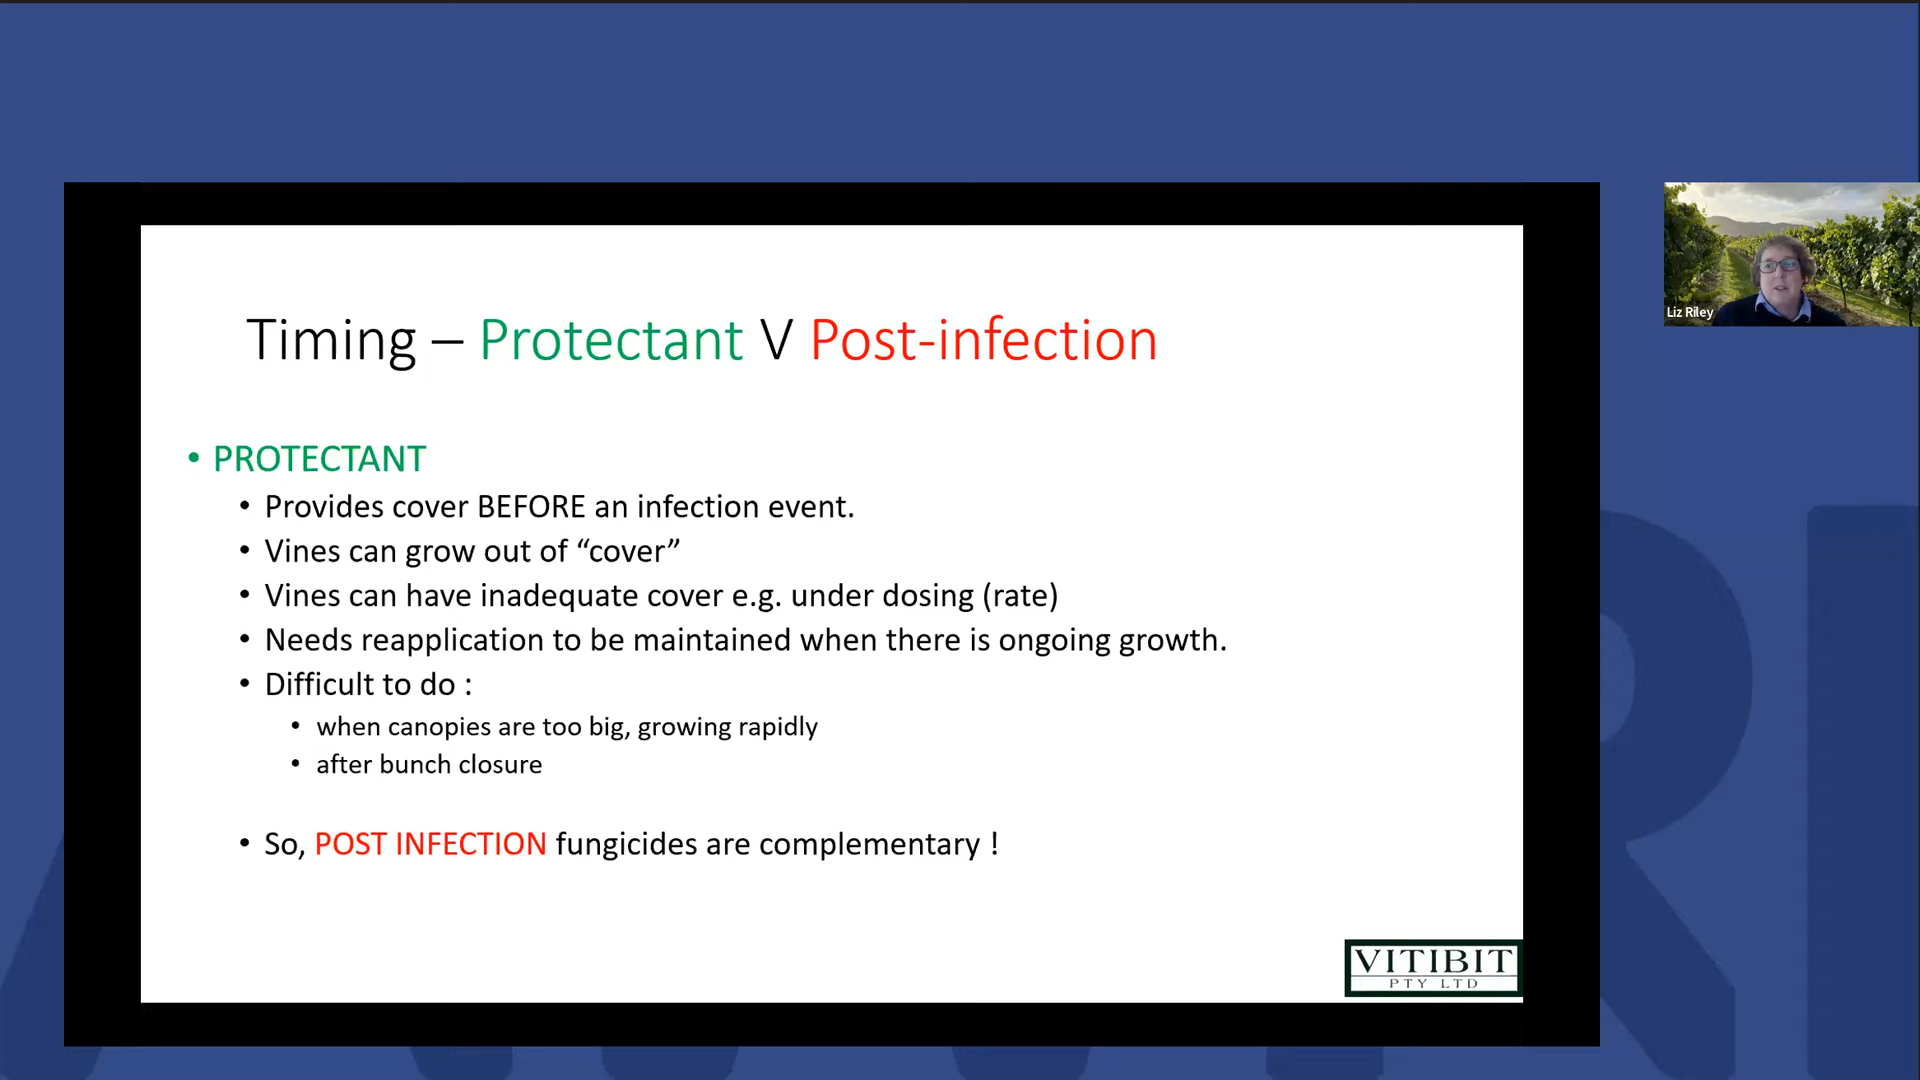 Timing – Protectant V Post-infection
• PROTECTANT
• Provides cover BEFORE an infection event.
• Vines can grow out of “cover”
• Vines can have inadequate cover e.g. under dosing (rate)
• Needs reapplication to be maintained when there is ongoing growth.
• Difficult to do :
• when canopies are too big, growing rapidly
• after bunch closure
• So, POST INFECTION fungicides are complementary !
VITIBIT
PTY LTD
Liz Riley